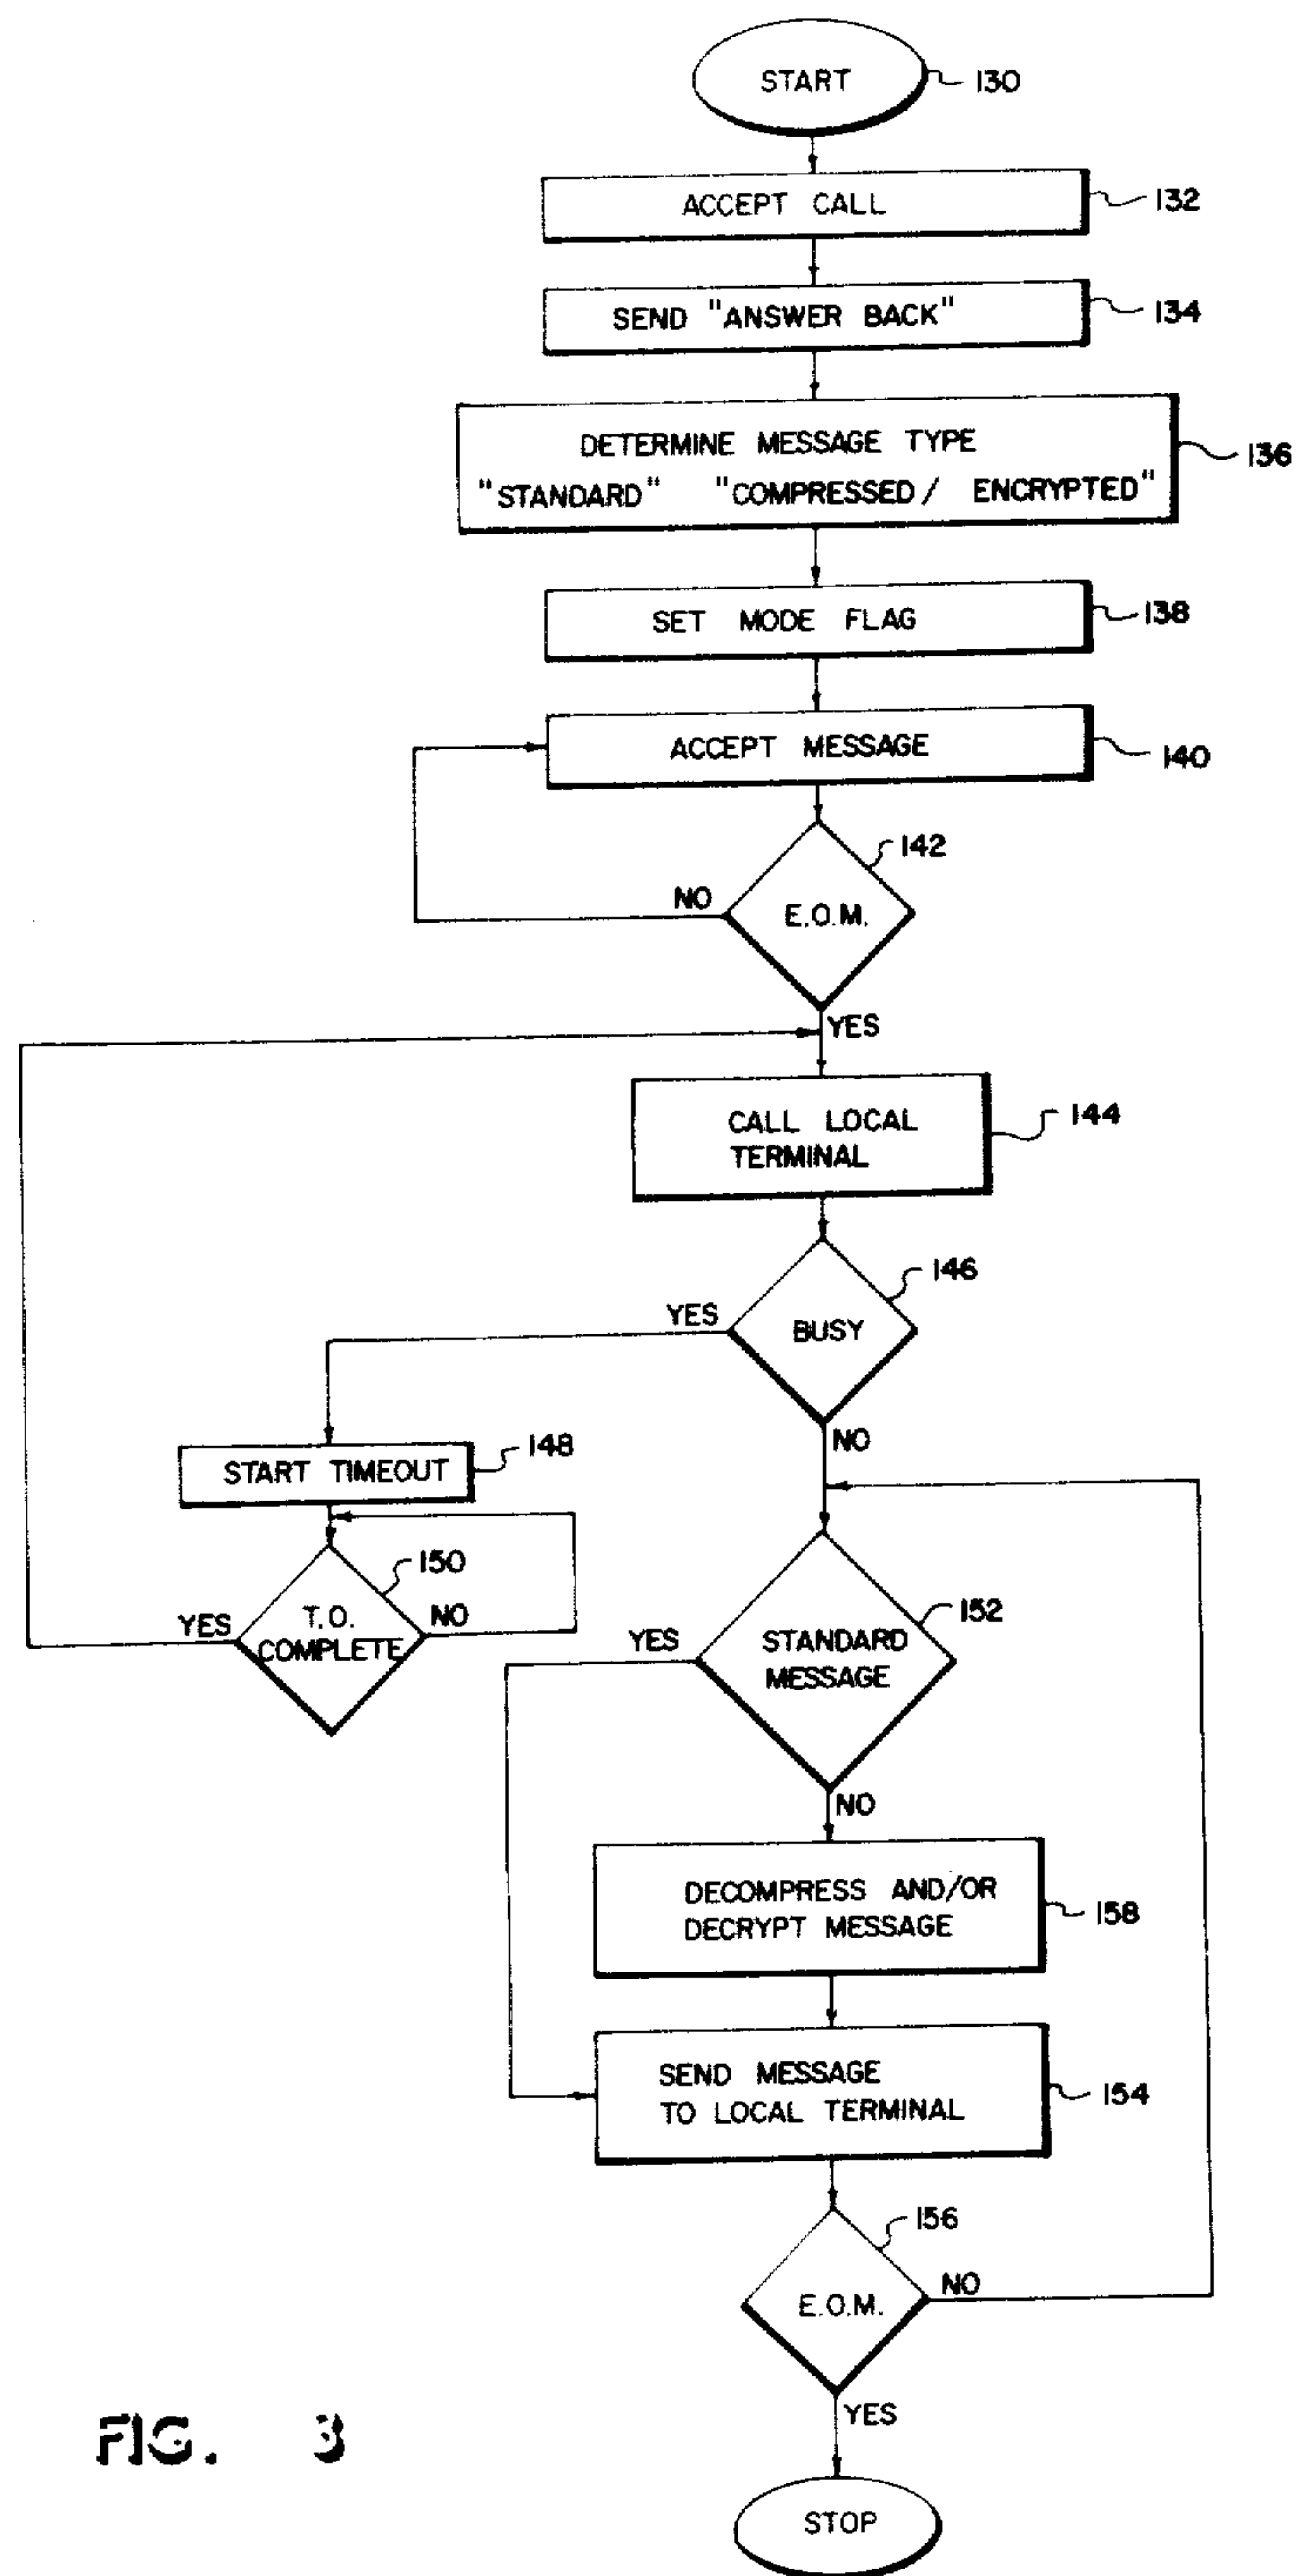 START
130
ACCEPT CALL
132
SEND "ANSWER BACK"
134
DETERMINE MESSAGE TYPE
"STANDARD" "COMPRESSED/ ENCRYPTED"
136
SET MODE FLAG
138
ACCEPT MESSAGE
140
142
NO
E.O.M.
YES
CALL LOCAL
TERMINAL
144
146
YES
BUSY
NO
START TIMEOUT
148
150
YES
T.O.
COMPLETE
NO
152
YES
STANDARD
MESSAGE
NO
DECOMPRESS AND/OR
DECRYPT MESSAGE
158
SEND MESSAGE
TO LOCAL TERMINAL
154
156
E.O.M.
NO
YES
FIG. 3
STOP